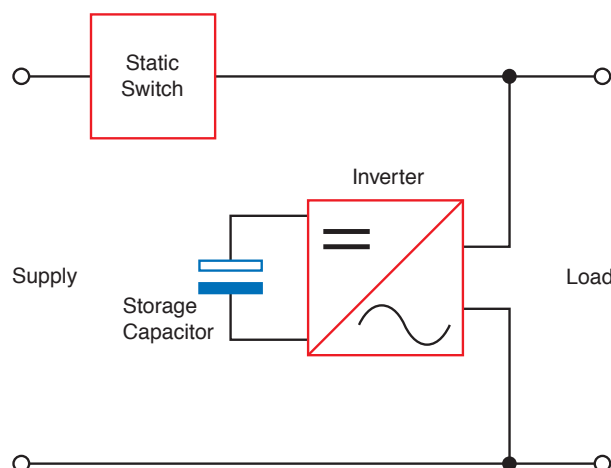 Static
Switch
Inverter
Supply
Storage
Capacitor
Load